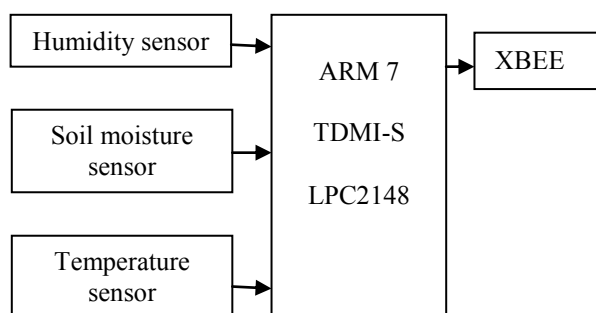 Humidity sensor
Soil moisture
sensor
Temperature
sensor
ARM 7
TDMI-S
LPC2148
XBEE